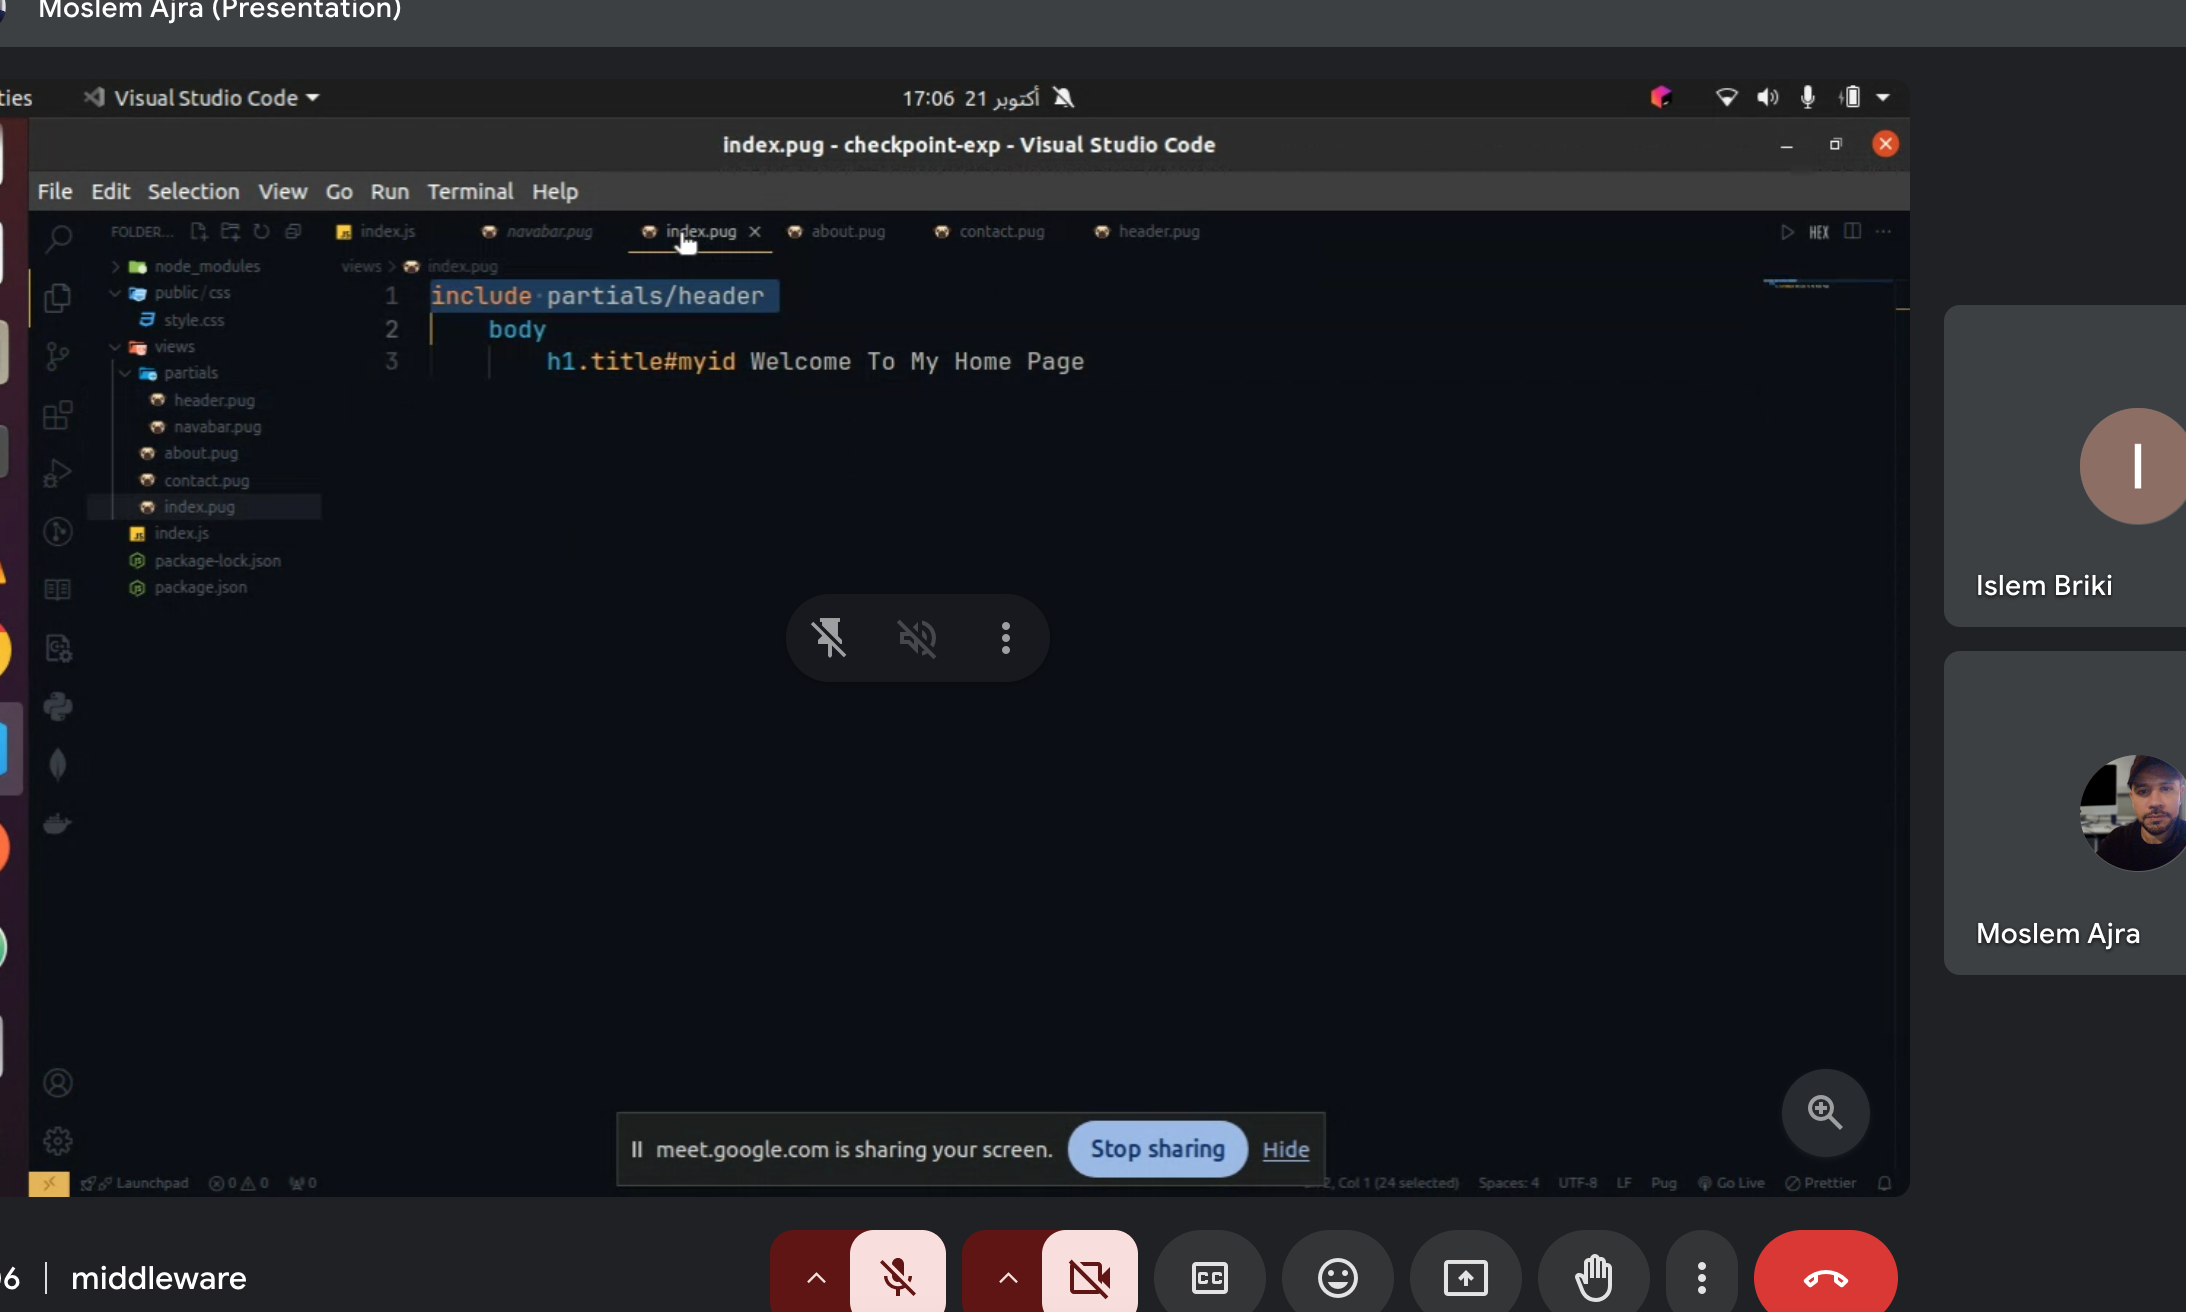 Moslem Ajra (Presentation)
ties
Visual Studio Code
21 أكتوبر 17:06
index.pug - checkpoint-exp - Visual Studio Code
File Edit Selection View Go Run Terminal Help
FOLDER...
index.js
navabar.pug
index.pug
about.pug
contact.pug
header.pug
HEX
node_modules
public/css
style.css
views
partials
header.pug
navabar.pug
about.pug
contact.pug
index.pug
index.js
package-lock.json
package.json
views > index.pug
1 include partials/header
2 body
3 h1.title#myid Welcome To My Home Page
I
Islem Briki
Moslem Ajra
meet.google.com is sharing your screen. Stop sharing Hide
Launchpad 0 0 0
2, Col 1 (24 selected) Spaces: 4 UTF-8 LF Pug Go Live Prettier
06 | middleware
CC